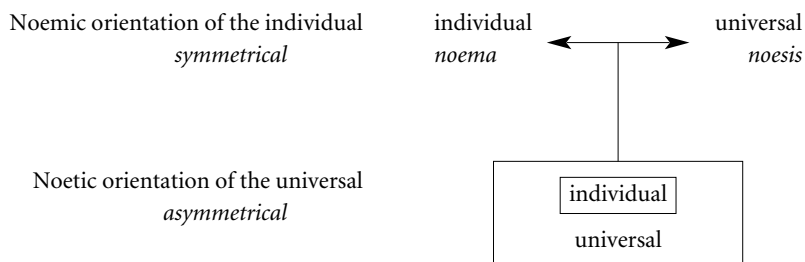 Noemic orientation of the individual individual universal
symmetrical noema noesis
Noetic orientation of the universal individual
asymmetrical
universal